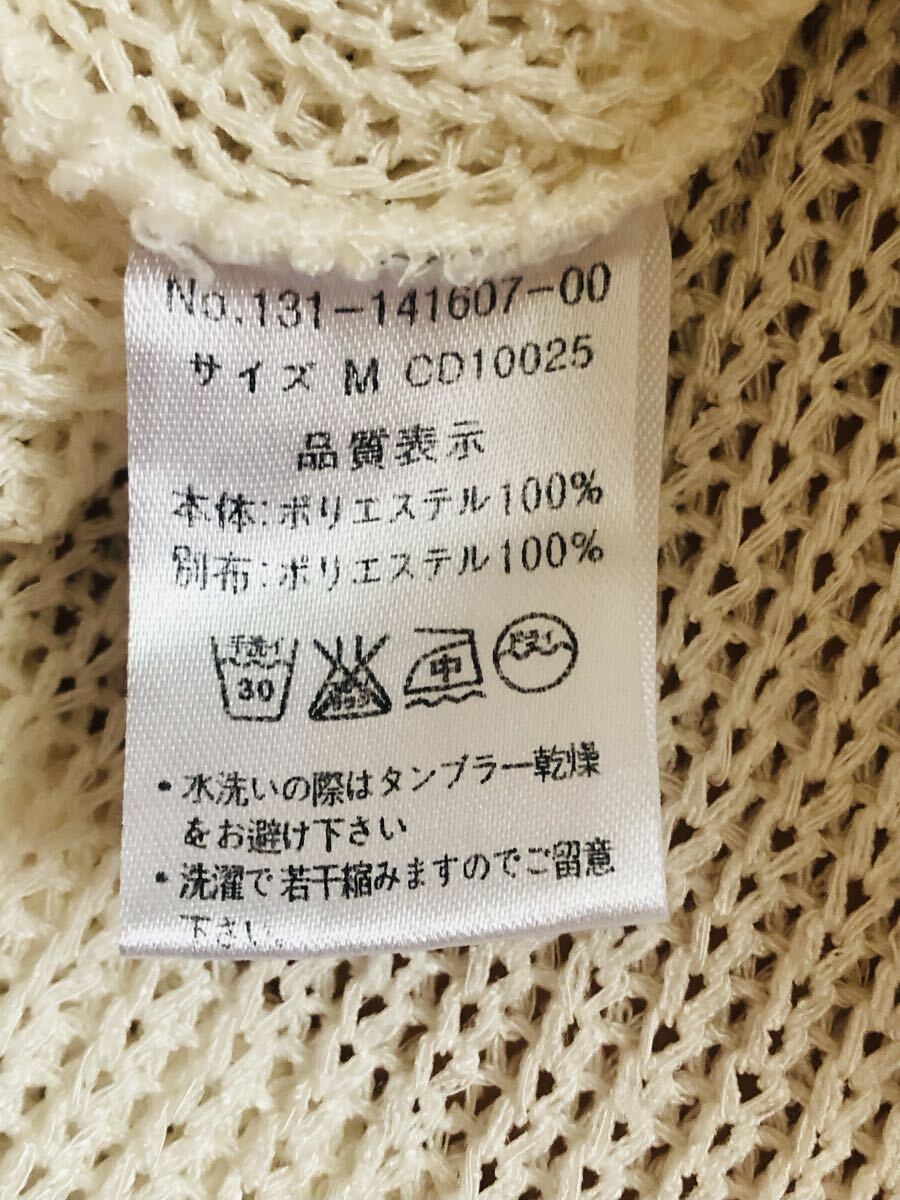 No.131-141607-00
サイズ M CD10025
品質表示
本体:ポリエステル100%
別布:ポリエステル100%
手洗イ 30 中 ドライ
・水洗いの際はタンブラー乾燥
をお避け下さい
・洗濯で若干縮みますのでご留意
下さい。